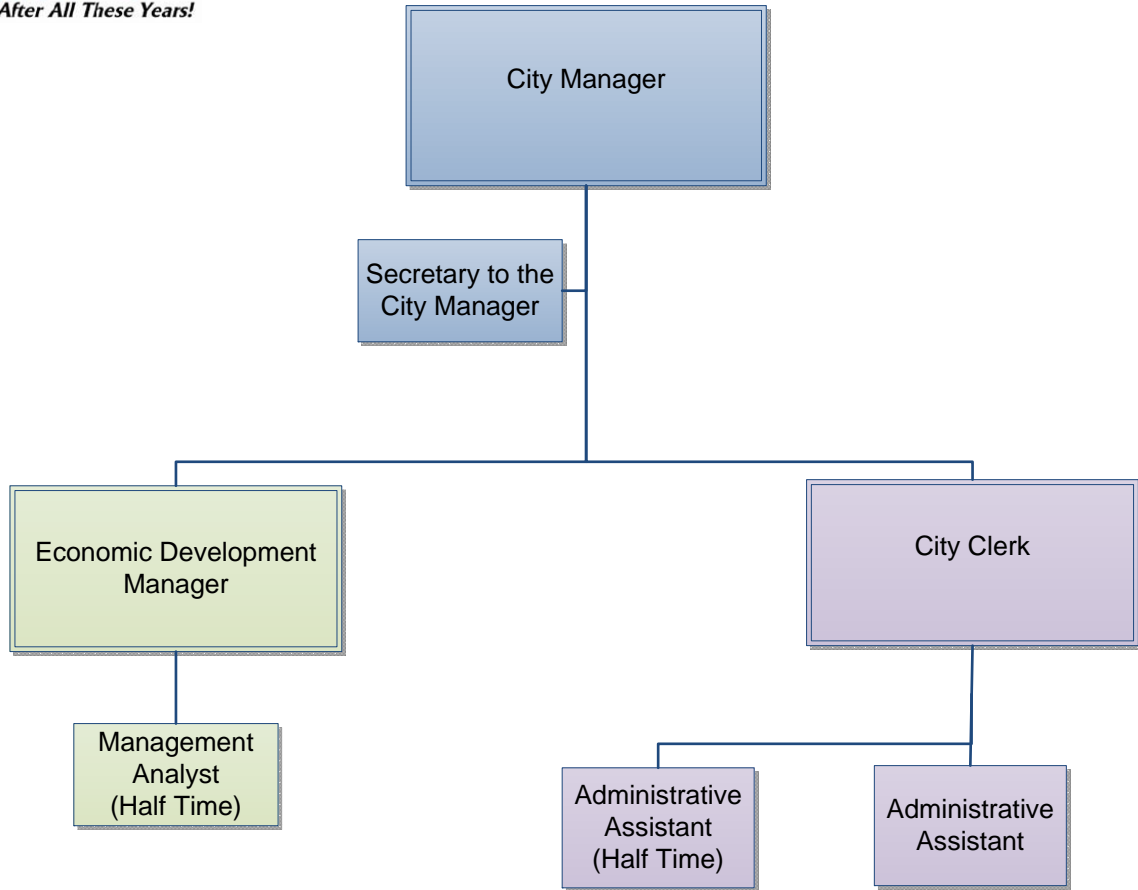 After All These Years!
City Manager
Secretary to the
City Manager
Economic Development
Manager
City Clerk
Management
Analyst
(Half Time)
Administrative
Assistant
(Half Time)
Administrative
Assistant